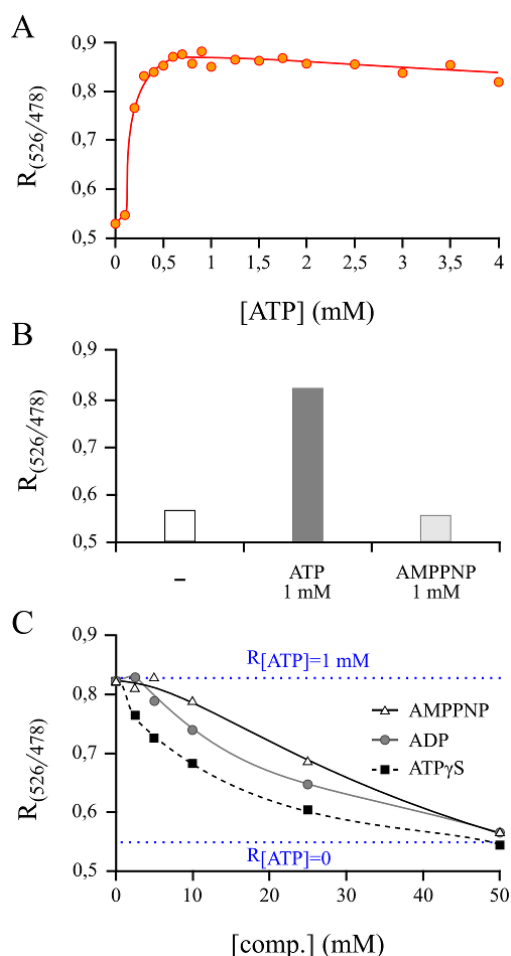 A
0,9
0,8
0,7
0,6
0,5
R(526/478)
0 0,5 1 1,5 2 2,5 3 3,5 4
[ATP] (mM)
B
0,9
0,8
0,7
0,6
0,5
R(526/478)
– ATP AMPPNP
1 mM 1 mM
C
0,9
0,8
0,7
0,6
0,5
R(526/478)
R[ATP]=1 mM
AMPPNP
ADP
ATPγS
R[ATP]=0
0 10 20 30 40 50
[comp.] (mM)